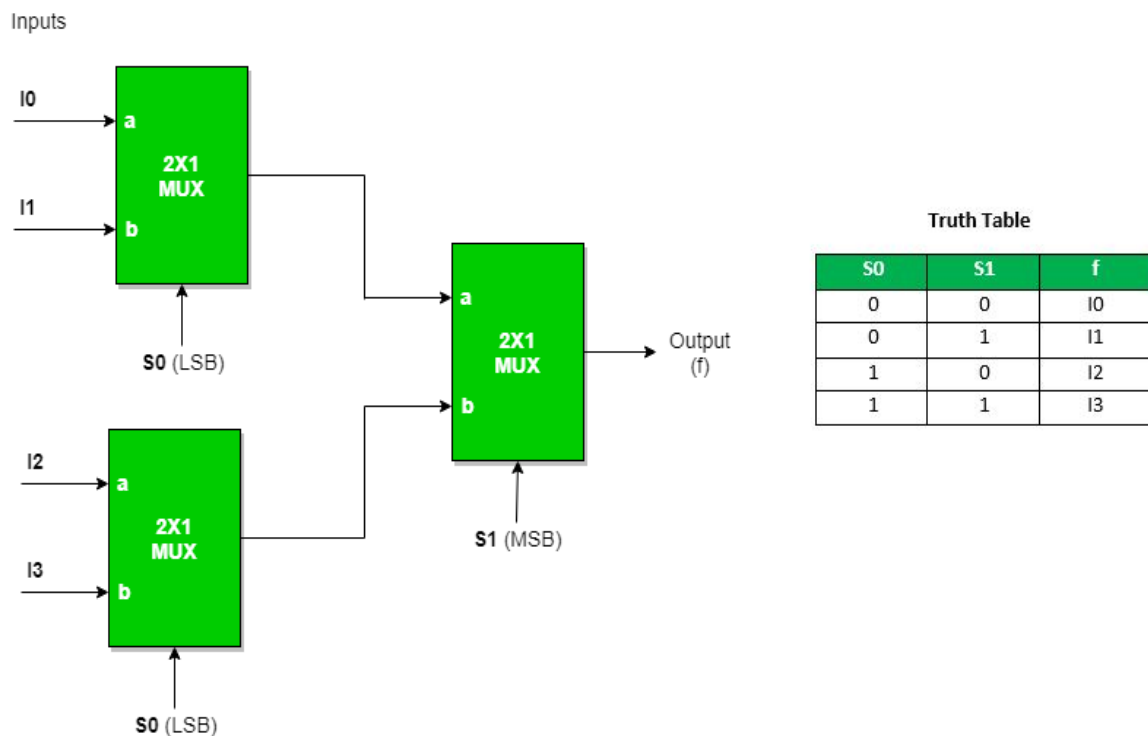 Inputs
I0
a
2X1
MUX
I1
b
S0 (LSB)
a
2X1
MUX
b
Output
(f)
S1 (MSB)
I2
a
2X1
MUX
I3
b
S0 (LSB)
Truth Table
S0 S1 f
0 0 I0
0 1 I1
1 0 I2
1 1 I3